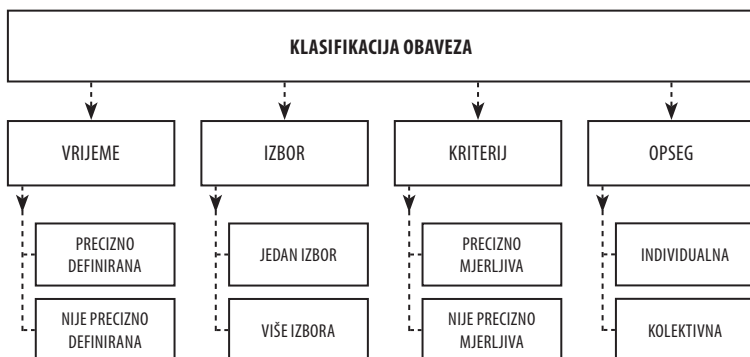 KLASIFIKACIJA OBAVEZA
VRIJEME
IZBOR
KRITERIJ
OPSEG
PRECIZNO
DEFINIRANA
JEDAN IZBOR
PRECIZNO
MJERLJIVA
INDIVIDUALNA
NIJE PRECIZNO
DEFINIRANA
VIŠE IZBORA
NIJE PRECIZNO
MJERLJIVA
KOLEKTIVNA